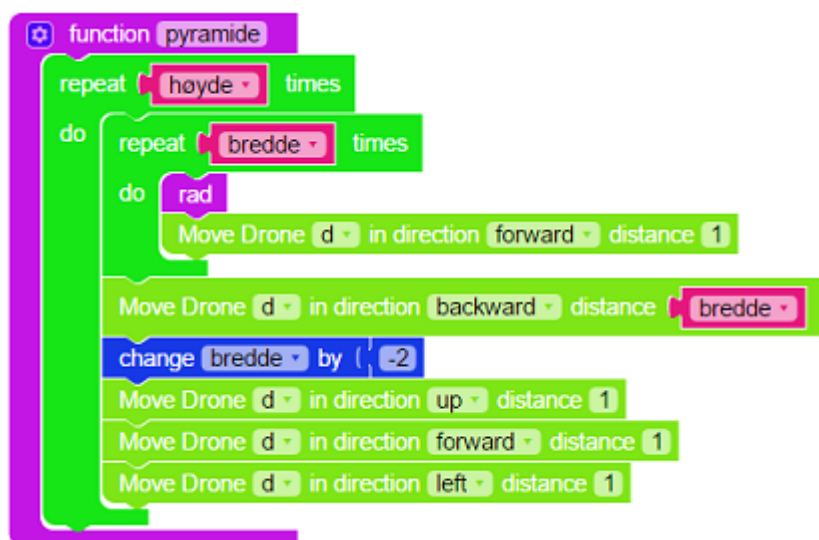 function pyramide
repeat høyde times
do repeat bredde times
do rad
Move Drone d in direction forward distance 1
Move Drone d in direction backward distance bredde
change bredde by -2
Move Drone d in direction up distance 1
Move Drone d in direction forward distance 1
Move Drone d in direction left distance 1